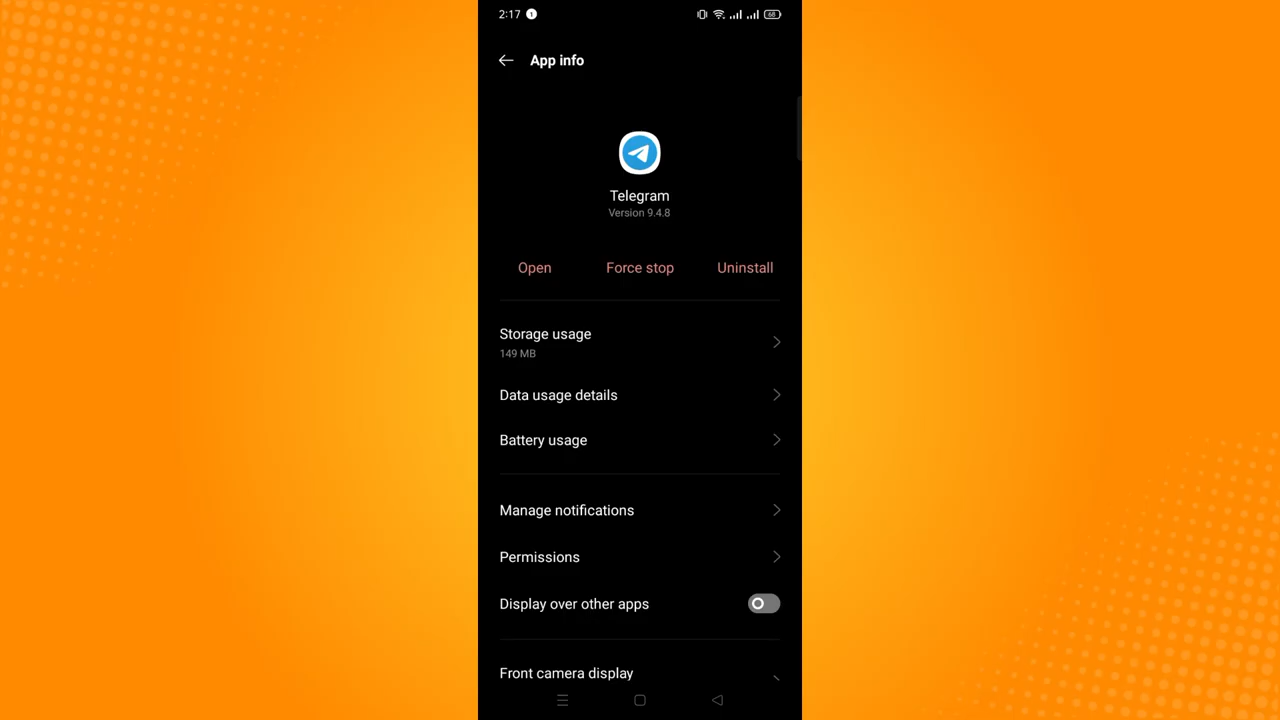 2:17
68
App info
Telegram
Version 9.4.8
Open Force stop Uninstall
Storage usage
149 MB
Data usage details
Battery usage
Manage notifications
Permissions
Display over other apps
Front camera display